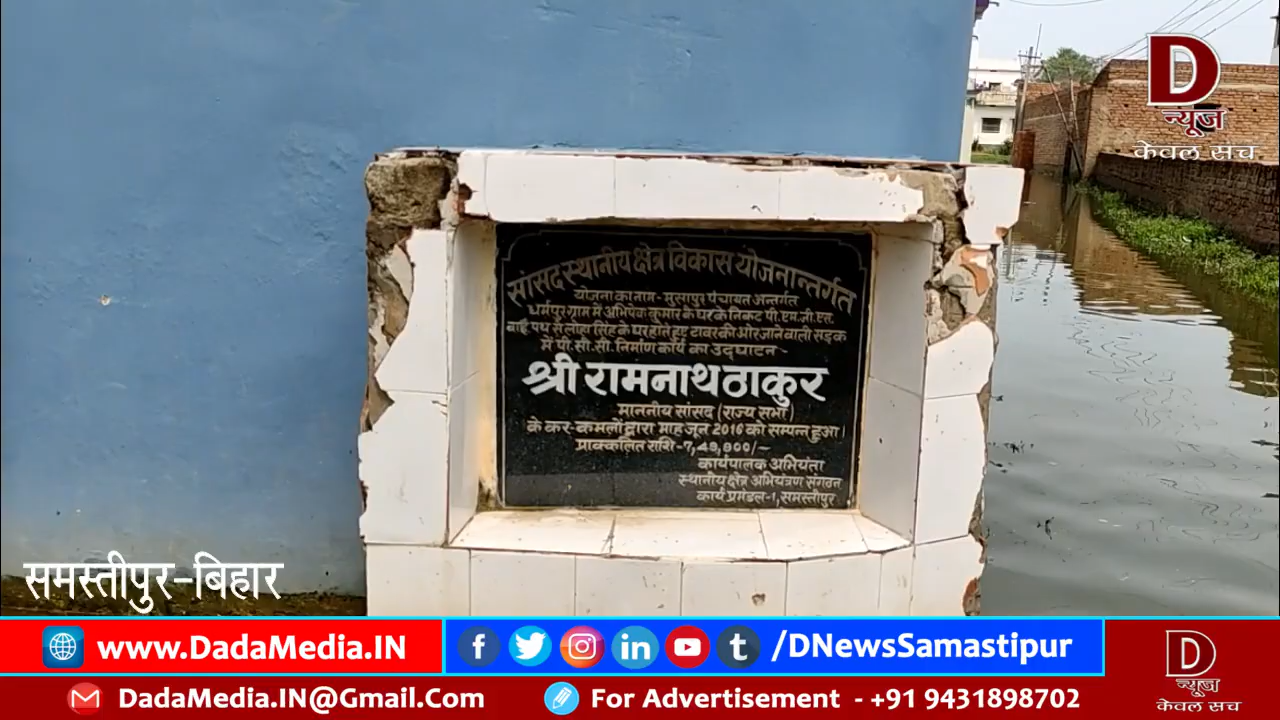 D
न्यूज
केवल सच
सांसद स्थानीय क्षेत्र विकास योजनान्तर्गत
योजना का नाम - मुसापुर पंचायत अन्तर्गत
धर्मपुर ग्राम में अभिषेक कुमार के घर के निकट पी.एम.जी.एस.
वाई पथ से लोहा सिंह के घर होते हुए टावर की ओर जाने वाली सड़क
में पी.सी.सी. निर्माण कार्य का उद्घाटन -
श्री रामनाथ ठाकुर
माननीय सांसद (राज्य सभा)
के कर-कमलों द्वारा माह जून 2016 को सम्पन्न हुआ।
प्राक्कलित राशि - 7,49,900/-
कार्यपालक अभियंता
स्थानीय क्षेत्र अभियंत्रण संगठन
कार्य प्रमंडल-1, समस्तीपुर
समस्तीपुर-बिहार
www.DadaMedia.IN
/DNewsSamastipur
DadaMedia.IN@Gmail.Com
For Advertisement - +91 9431898702
D
न्यूज
केवल सच